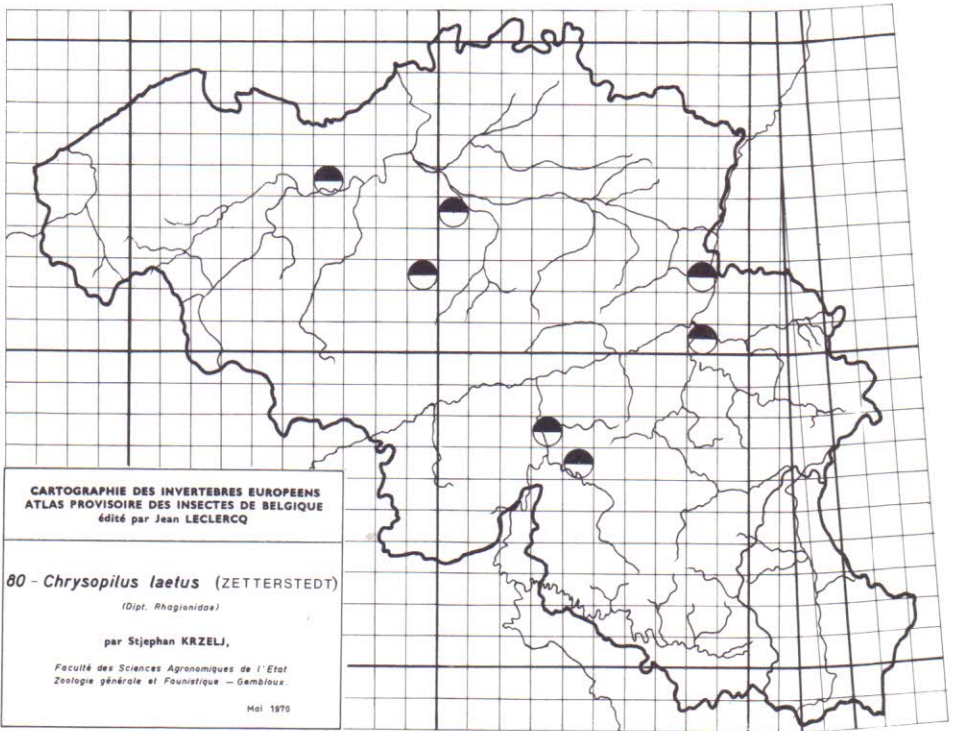 CARTOGRAPHIE DES INVERTEBRES EUROPEENS
ATLAS PROVISOIRE DES INSECTES DE BELGIQUE
édité par Jean LECLERCQ
80 - Chrysopilus laetus (ZETTERSTEDT)
(Dipt. Rhagionidae)
par Stjephan KRZELJ,
Faculté des Sciences Agronomiques de l'Etat
Zoologie générale et Faunistique — Gembloux.
Mai 1970